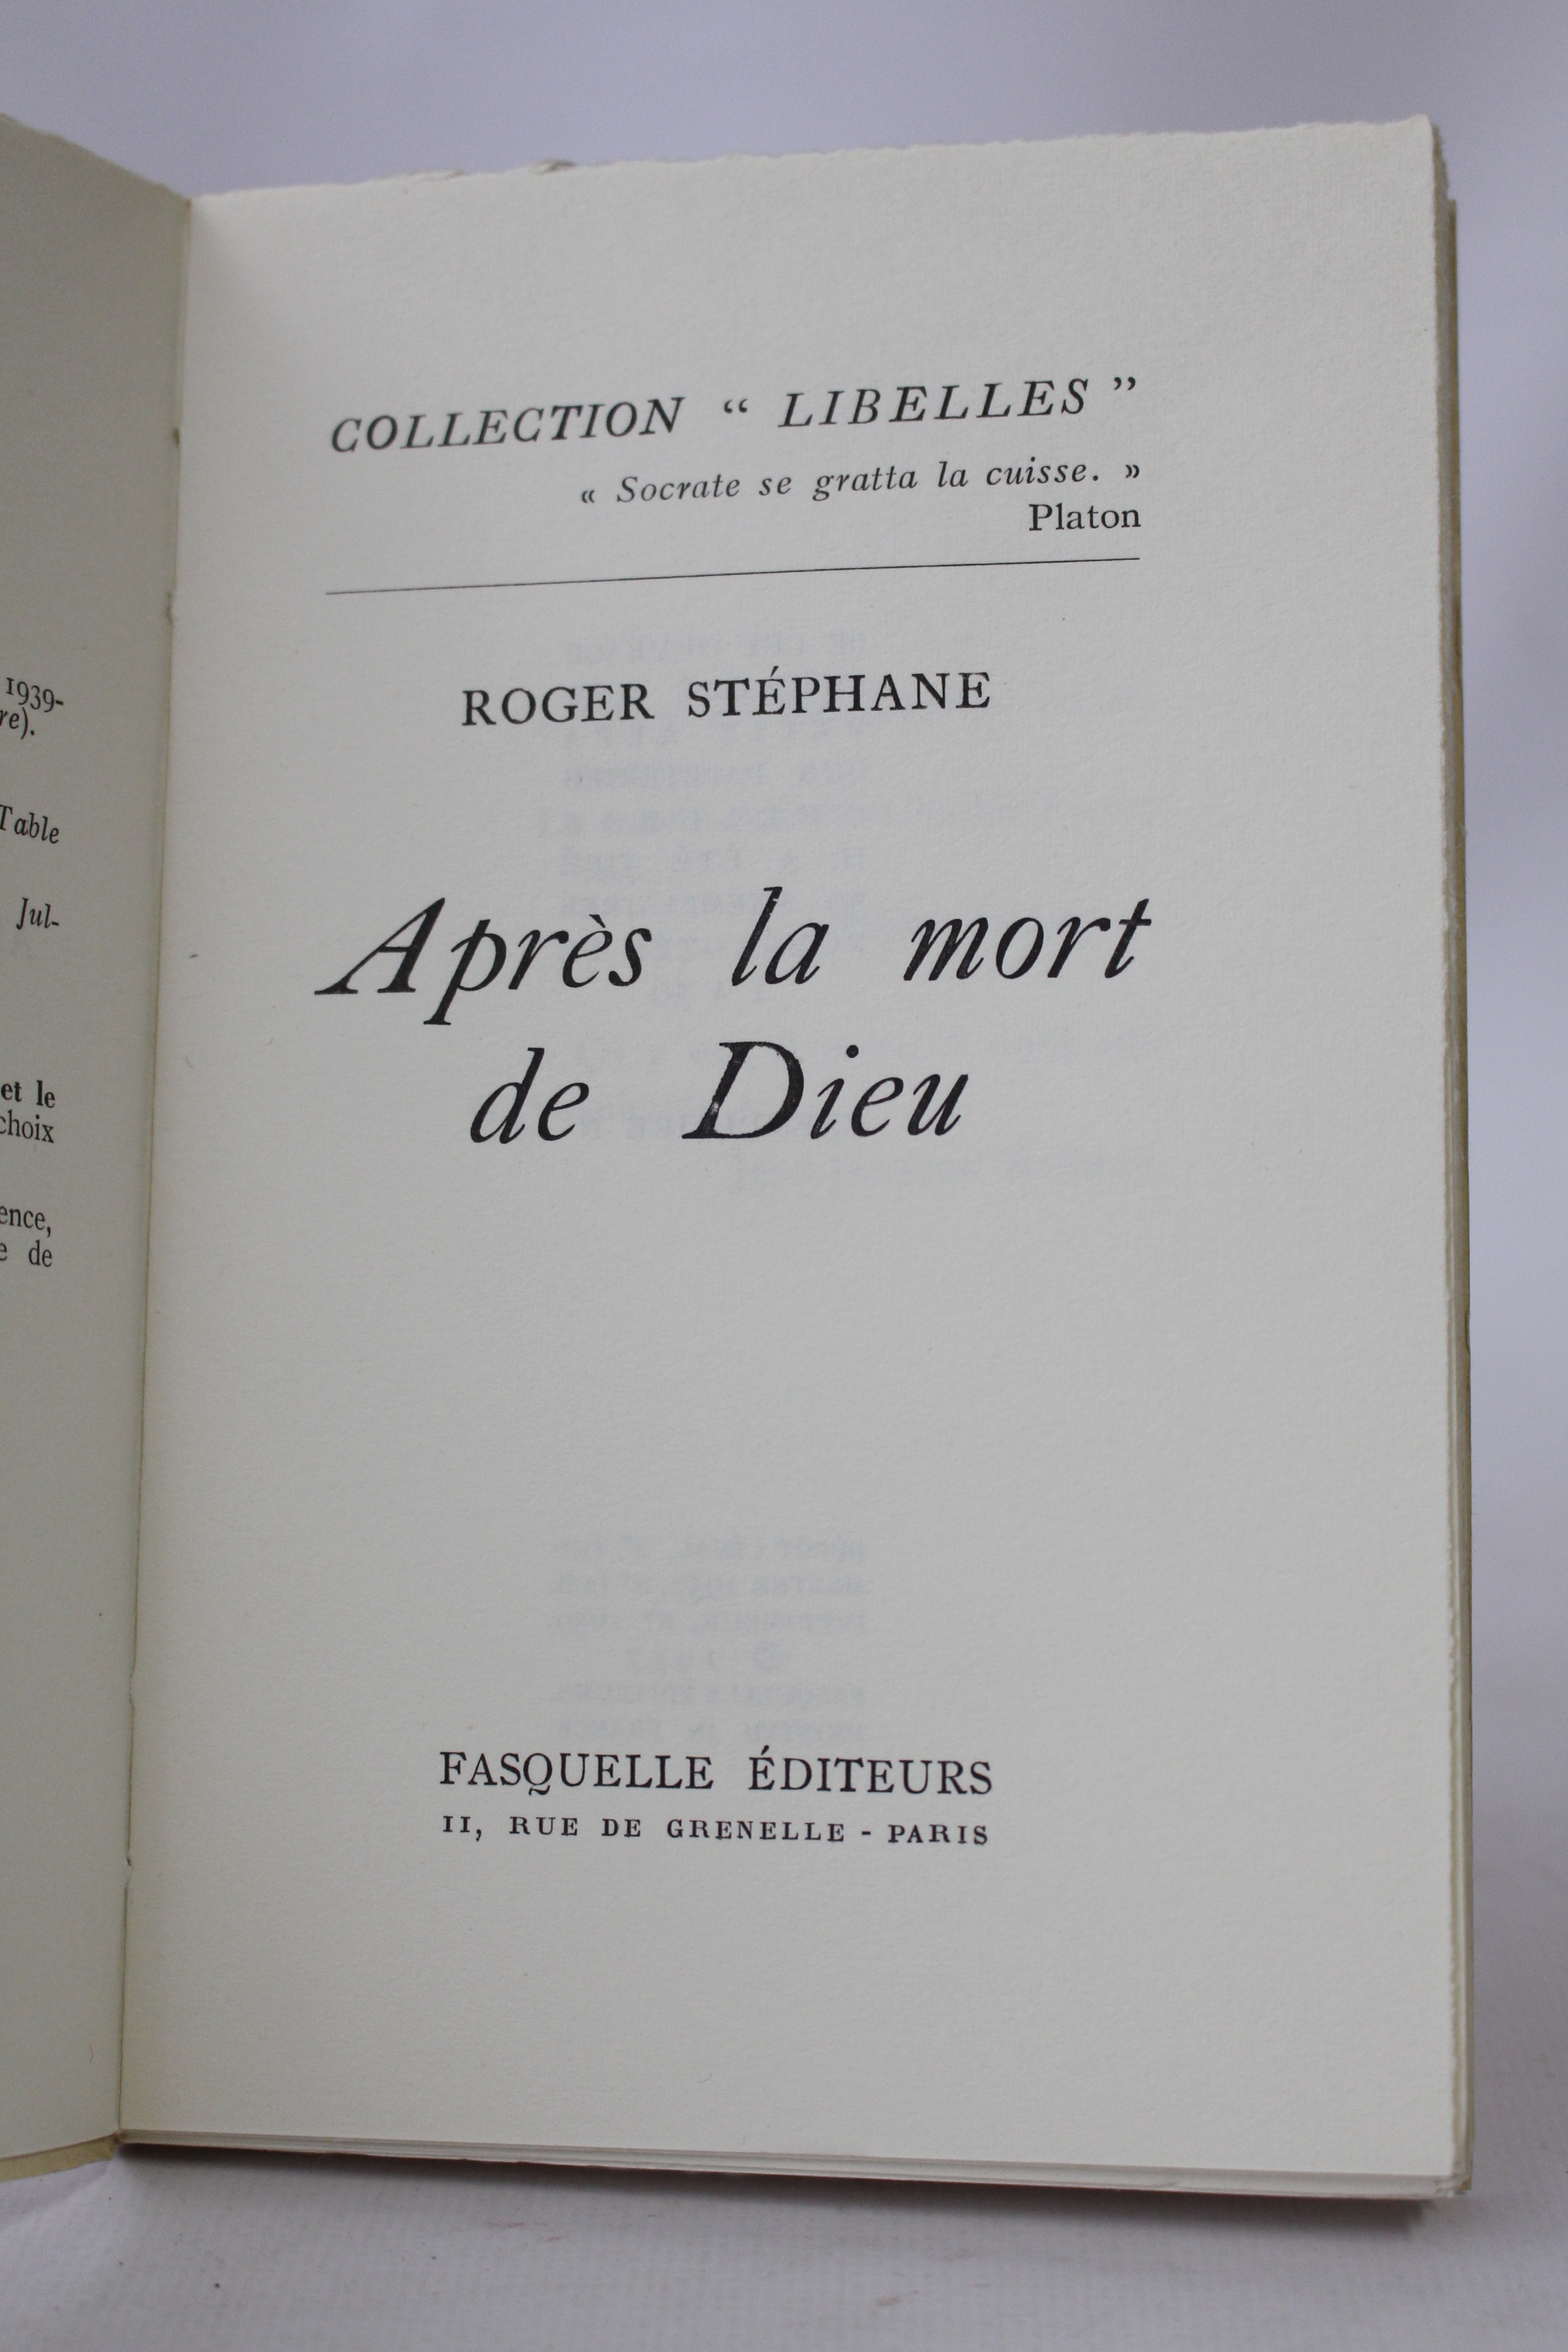 1939-
re).
Table
Jul-
et le
choix
ence,
e de
COLLECTION “ LIBELLES ”
« Socrate se gratta la cuisse. »
Platon
ROGER STÉPHANE
Après la mort
de Dieu
FASQUELLE ÉDITEURS
11, RUE DE GRENELLE - PARIS